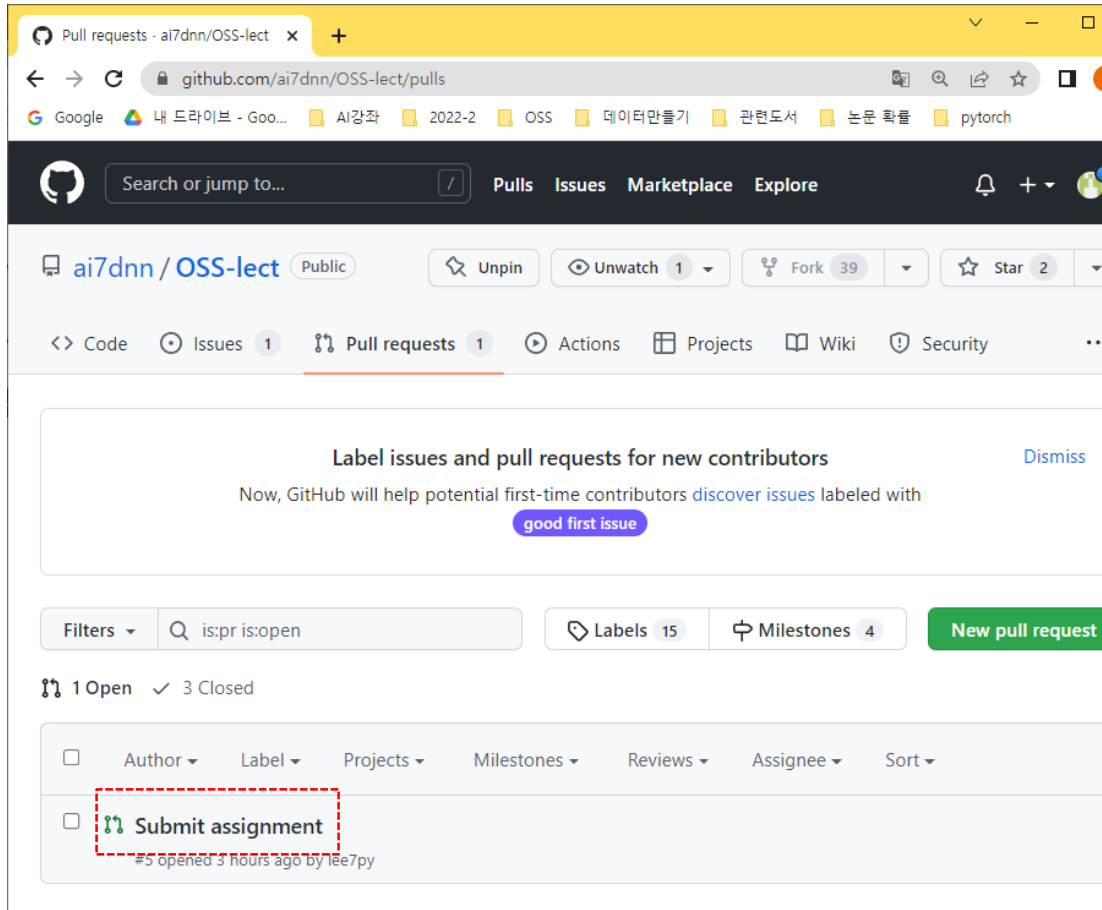 Pull requests · ai7dnn/OSS-lect
github.com/ai7dnn/OSS-lect/pulls
Google 내 드라이브 - Goo... AI강좌 2022-2 OSS 데이터만들기 관련도서 논문 확률 pytorch
Search or jump to... / Pulls Issues Marketplace Explore
ai7dnn / OSS-lect Public Unpin Unwatch 1 Fork 39 Star 2
Code Issues 1 Pull requests 1 Actions Projects Wiki Security
Label issues and pull requests for new contributors Dismiss
Now, GitHub will help potential first-time contributors discover issues labeled with
good first issue
Filters is:pr is:open Labels 15 Milestones 4 New pull request
1 Open 3 Closed
Author Label Projects Milestones Reviews Assignee Sort
Submit assignment
#5 opened 3 hours ago by lee7py